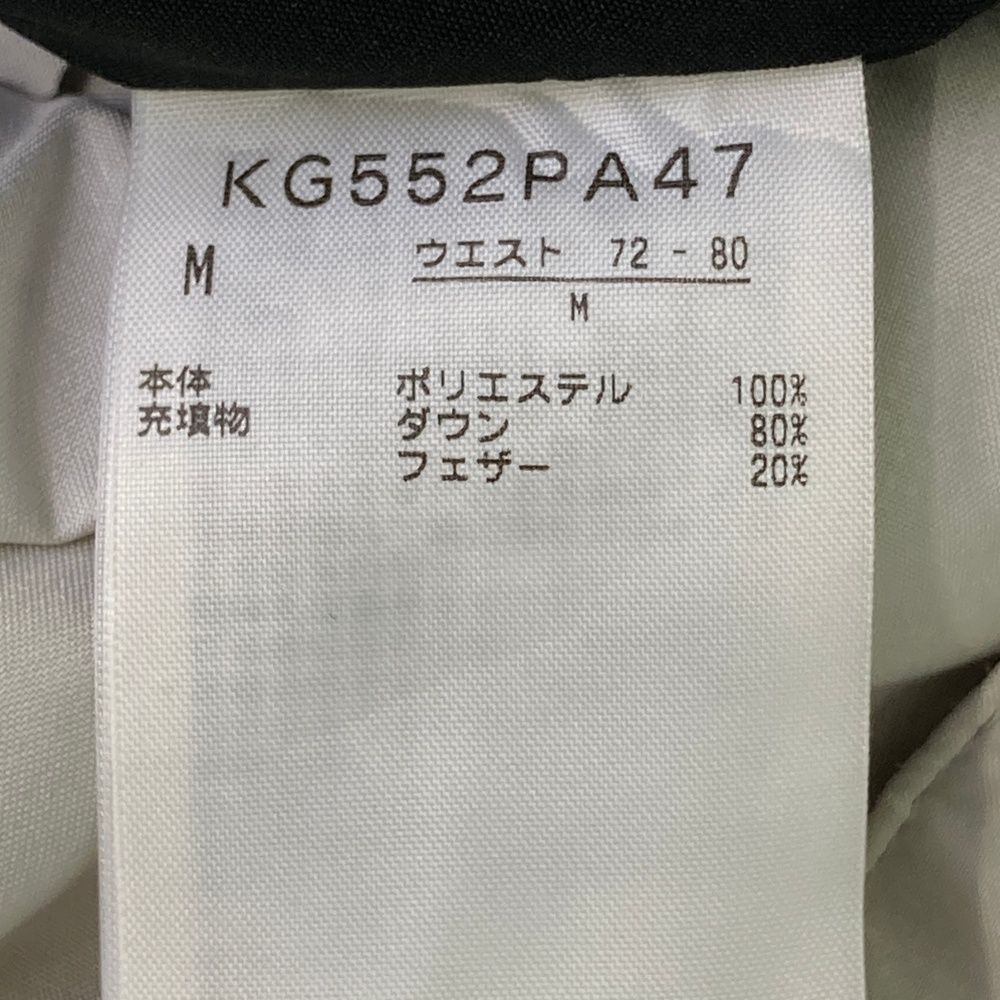 KG552PA47
M ウエスト 72 - 80
M
本体 ポリエステル 100%
充填物 ダウン 80%
フェザー 20%